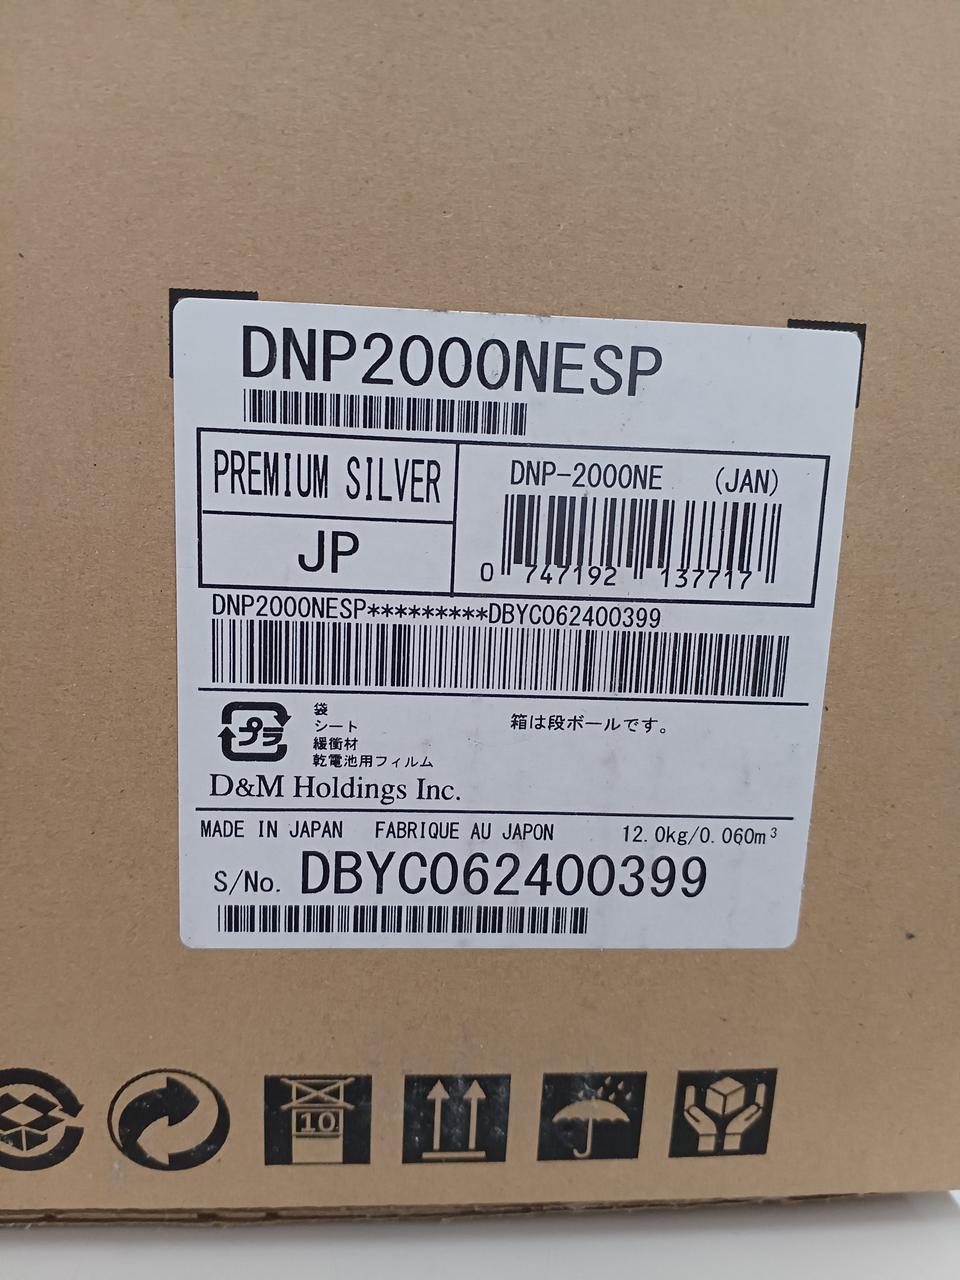 DNP2000NESP
PREMIUM SILVER
JP
DNP-2000NE (JAN)
0 747192 137717
DNP2000NESP*********DBYC062400399
プラ
袋
シート
緩衝材
乾電池用フィルム
箱は段ボールです。
D&M Holdings Inc.
MADE IN JAPAN FABRIQUE AU JAPON 12.0kg/0.060m³
S/No. DBYC062400399
10